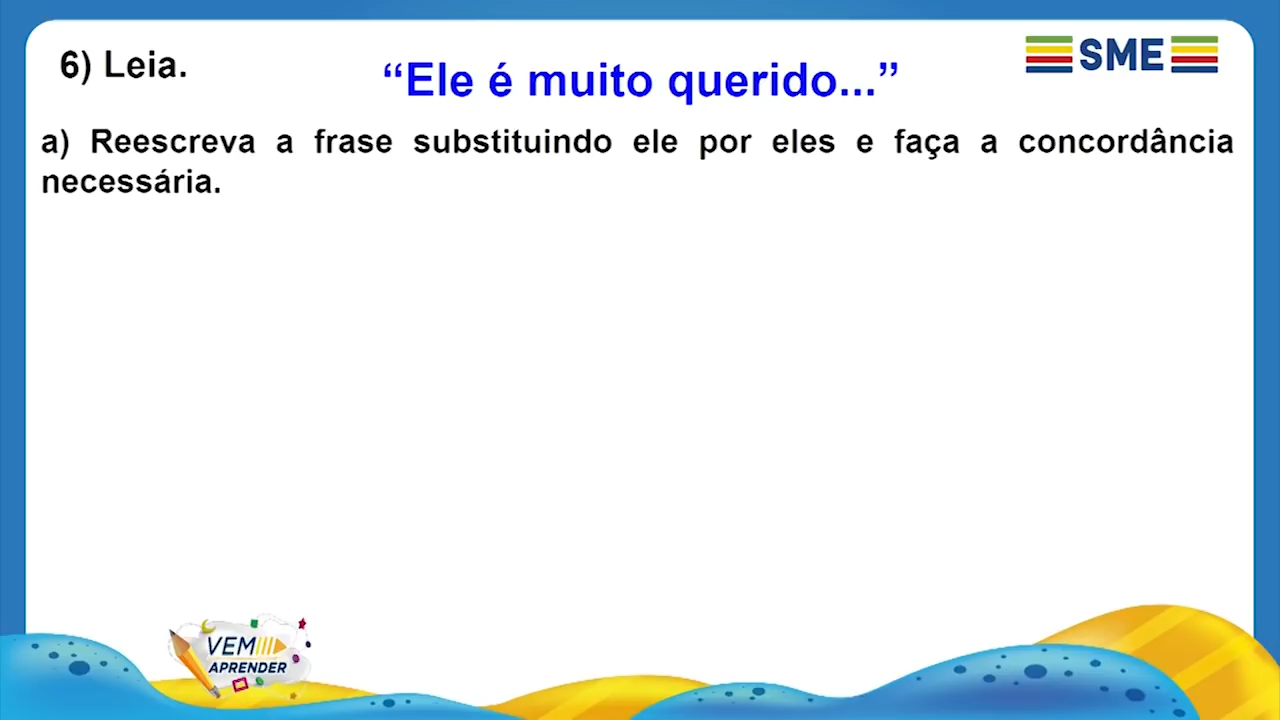 6) Leia.
SME
“Ele é muito querido...”
a) Reescreva a frase substituindo ele por eles e faça a concordância
necessária.
VEM
APRENDER